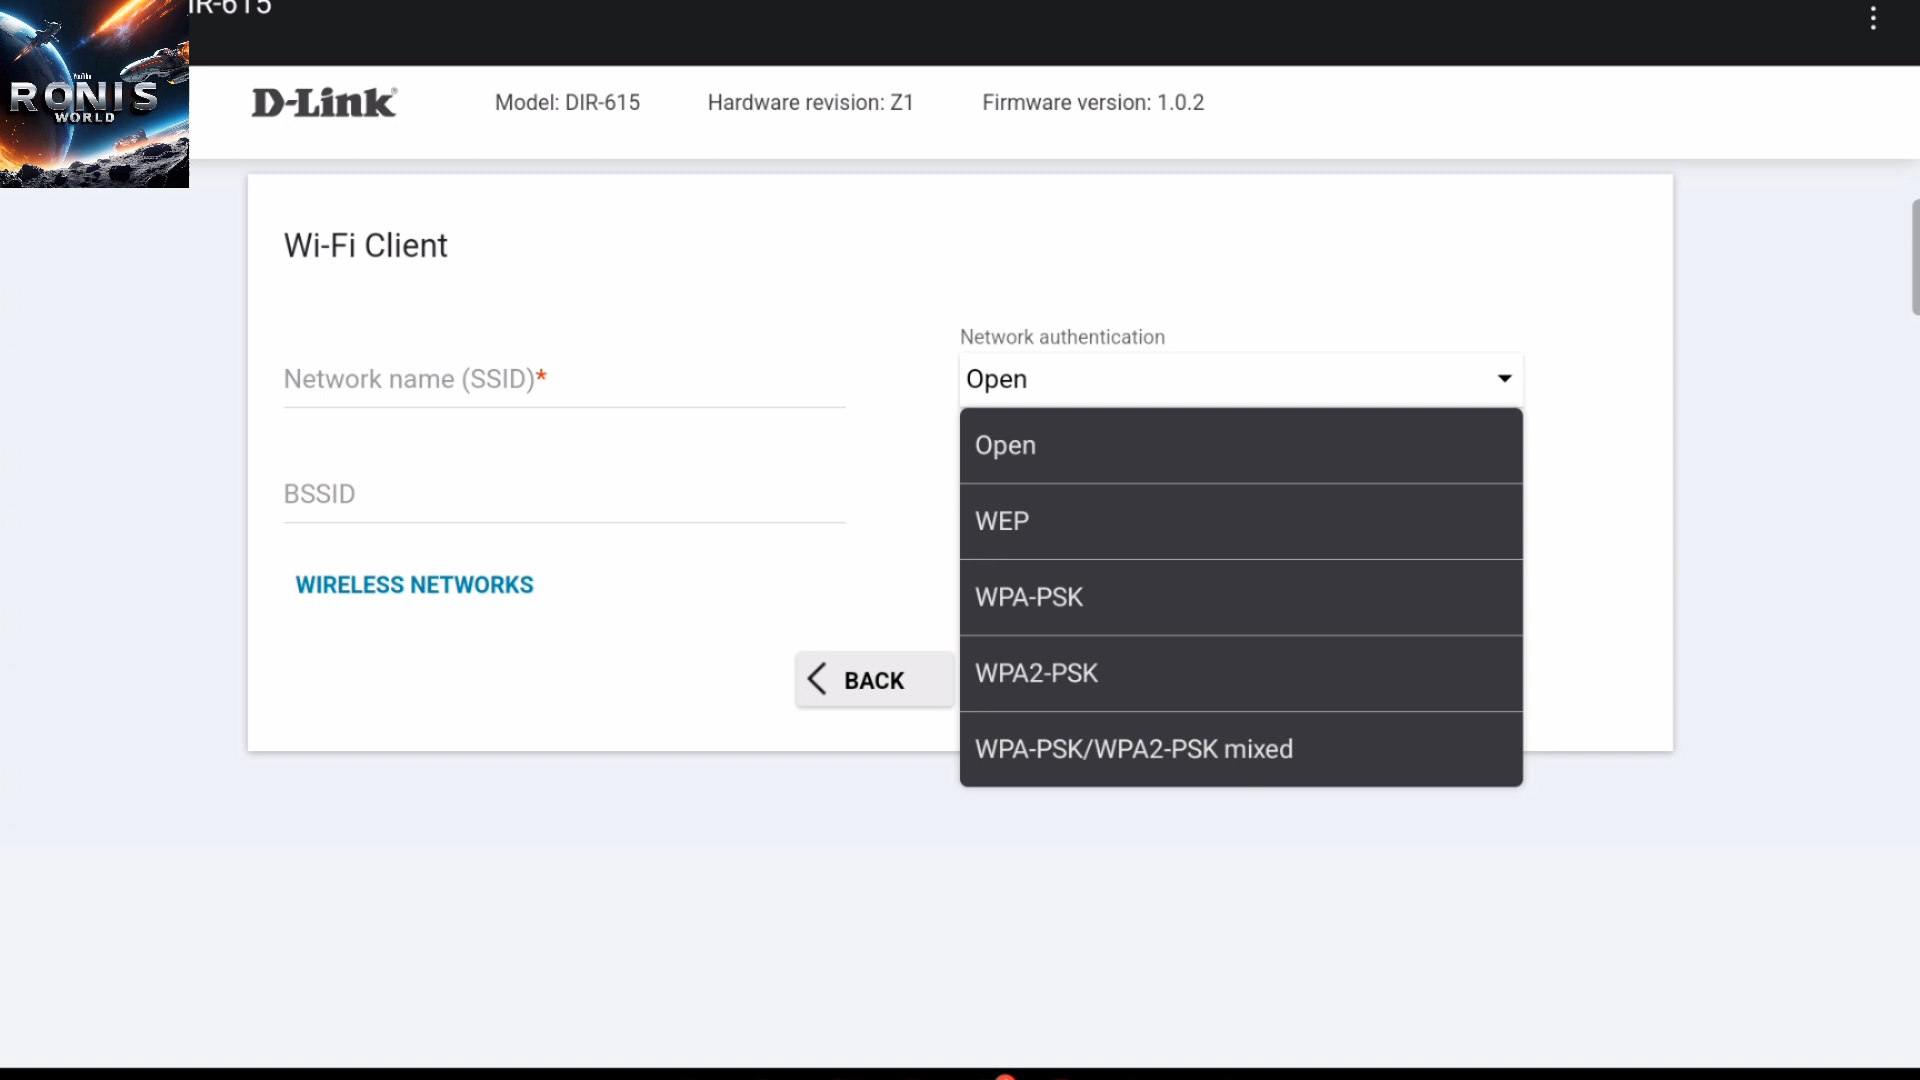 IR-615
YouTube
RONIS
WORLD
D-Link®
Model: DIR-615
Hardware revision: Z1
Firmware version: 1.0.2
Wi-Fi Client
Network name (SSID)*
BSSID
WIRELESS NETWORKS
BACK
Network authentication
Open
Open
WEP
WPA-PSK
WPA2-PSK
WPA-PSK/WPA2-PSK mixed